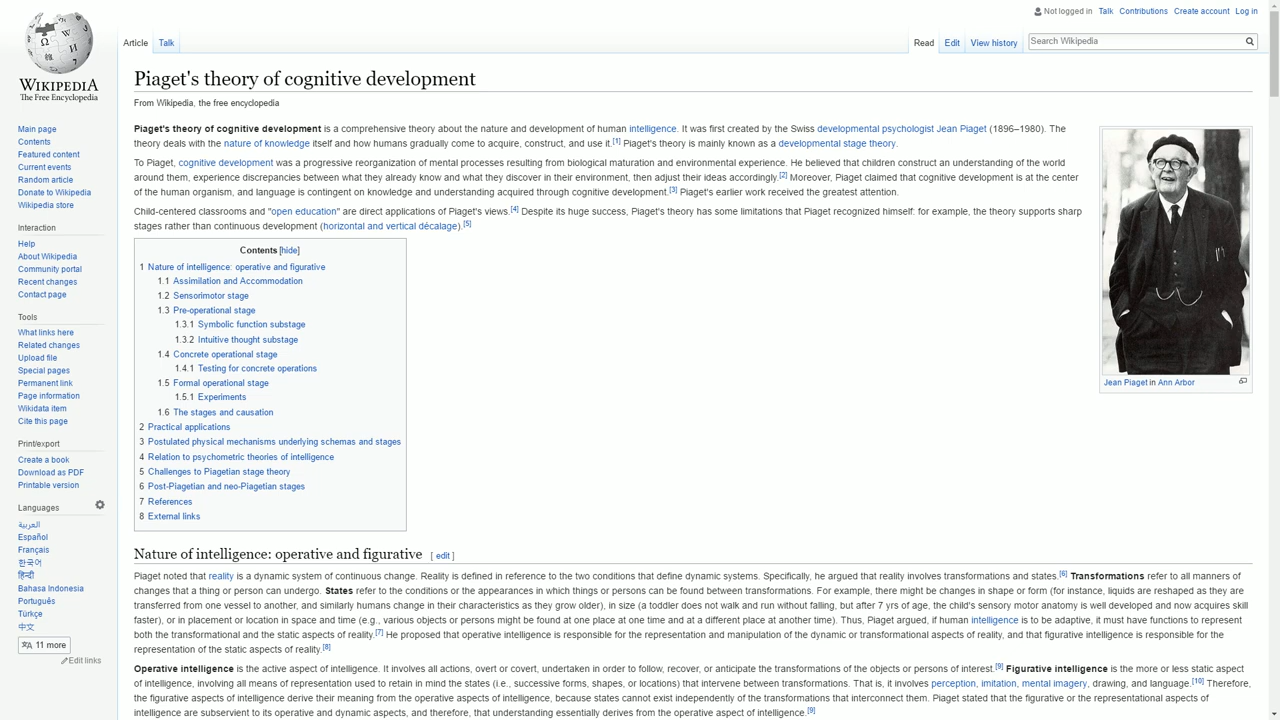 Not logged in Talk Contributions Create account Log in
Article Talk Read Edit View history Search Wikipedia
WIKIPEDIA
The Free Encyclopedia
Main page
Contents
Featured content
Current events
Random article
Donate to Wikipedia
Wikipedia store
Interaction
Help
About Wikipedia
Community portal
Recent changes
Contact page
Tools
What links here
Related changes
Upload file
Special pages
Permanent link
Page information
Wikidata item
Cite this page
Print/export
Create a book
Download as PDF
Printable version
Languages
العربية
Español
Français
한국어
हिन्दी
Bahasa Indonesia
Português
Türkçe
中文
11 more
Edit links
Piaget's theory of cognitive development
From Wikipedia, the free encyclopedia
Piaget's theory of cognitive development is a comprehensive theory about the nature and development of human intelligence. It was first created by the Swiss developmental psychologist Jean Piaget (1896–1980). The
theory deals with the nature of knowledge itself and how humans gradually come to acquire, construct, and use it.[1] Piaget's theory is mainly known as a developmental stage theory.
To Piaget, cognitive development was a progressive reorganization of mental processes resulting from biological maturation and environmental experience. He believed that children construct an understanding of the world
around them, experience discrepancies between what they already know and what they discover in their environment, then adjust their ideas accordingly.[2] Moreover, Piaget claimed that cognitive development is at the center
of the human organism, and language is contingent on knowledge and understanding acquired through cognitive development.[3] Piaget's earlier work received the greatest attention.
Child-centered classrooms and "open education" are direct applications of Piaget's views.[4] Despite its huge success, Piaget's theory has some limitations that Piaget recognized himself: for example, the theory supports sharp
stages rather than continuous development (horizontal and vertical décalage).[5]
Jean Piaget in Ann Arbor
Contents [hide]
1 Nature of intelligence: operative and figurative
1.1 Assimilation and Accommodation
1.2 Sensorimotor stage
1.3 Pre-operational stage
1.3.1 Symbolic function substage
1.3.2 Intuitive thought substage
1.4 Concrete operational stage
1.4.1 Testing for concrete operations
1.5 Formal operational stage
1.5.1 Experiments
1.6 The stages and causation
2 Practical applications
3 Postulated physical mechanisms underlying schemas and stages
4 Relation to psychometric theories of intelligence
5 Challenges to Piagetian stage theory
6 Post-Piagetian and neo-Piagetian stages
7 References
8 External links
Nature of intelligence: operative and figurative [ edit ]
Piaget noted that reality is a dynamic system of continuous change. Reality is defined in reference to the two conditions that define dynamic systems. Specifically, he argued that reality involves transformations and states.[6] Transformations refer to all manners of
changes that a thing or person can undergo. States refer to the conditions or the appearances in which things or persons can be found between transformations. For example, there might be changes in shape or form (for instance, liquids are reshaped as they are
transferred from one vessel to another, and similarly humans change in their characteristics as they grow older), in size (a toddler does not walk and run without falling, but after 7 yrs of age, the child's sensory motor anatomy is well developed and now acquires skill
faster), or in placement or location in space and time (e.g., various objects or persons might be found at one place at one time and at a different place at another time). Thus, Piaget argued, if human intelligence is to be adaptive, it must have functions to represent
both the transformational and the static aspects of reality.[7] He proposed that operative intelligence is responsible for the representation and manipulation of the dynamic or transformational aspects of reality, and that figurative intelligence is responsible for the
representation of the static aspects of reality.[8]
Operative intelligence is the active aspect of intelligence. It involves all actions, overt or covert, undertaken in order to follow, recover, or anticipate the transformations of the objects or persons of interest.[9] Figurative intelligence is the more or less static aspect
of intelligence, involving all means of representation used to retain in mind the states (i.e., successive forms, shapes, or locations) that intervene between transformations. That is, it involves perception, imitation, mental imagery, drawing, and language.[10] Therefore,
the figurative aspects of intelligence derive their meaning from the operative aspects of intelligence, because states cannot exist independently of the transformations that interconnect them. Piaget stated that the figurative or the representational aspects of
intelligence are subservient to its operative and dynamic aspects, and therefore, that understanding essentially derives from the operative aspect of intelligence.[9]